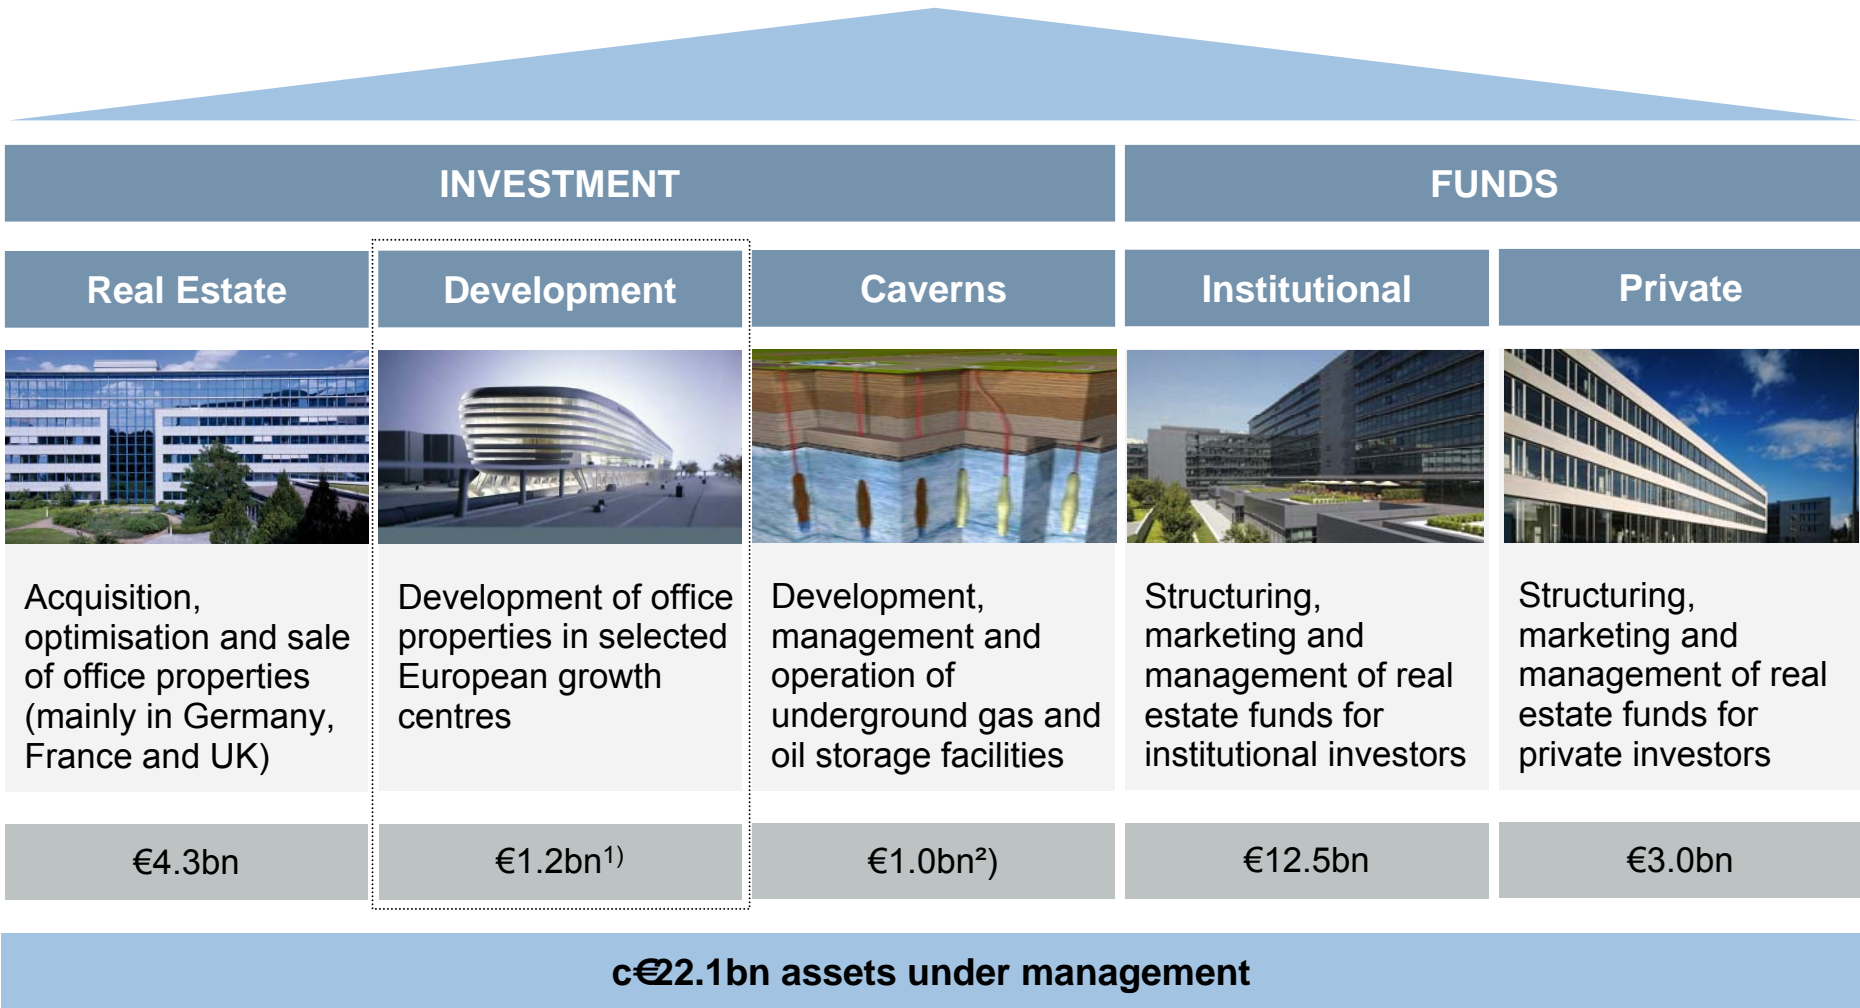 INVESTMENT
FUNDS
Real Estate
Development
Caverns
Institutional
Private
Acquisition,
optimisation and sale
of office properties
(mainly in Germany,
France and UK)
Development of office
properties in selected
European growth
centres
Development,
management and
operation of
underground gas and
oil storage facilities
Structuring,
marketing and
management of real
estate funds for
institutional investors
Structuring,
marketing and
management of real
estate funds for
private investors
€4.3bn
€1.2bn¹⁾
€1.0bn²)
€12.5bn
€3.0bn
c€22.1bn assets under management